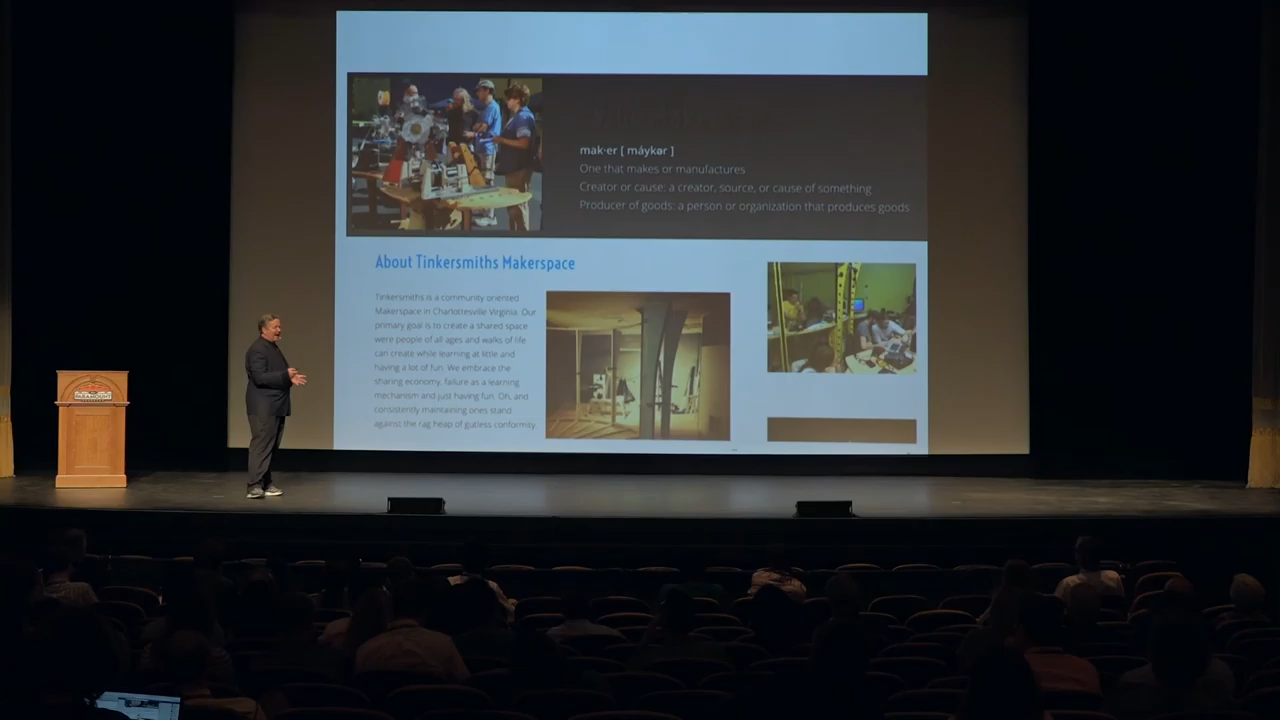 mak·er [ máykər ]
One that makes or manufactures
Creator or cause: a creator, source, or cause of something
Producer of goods: a person or organization that produces goods
About Tinkersmiths Makerspace
Tinkersmiths is a community oriented
Makerspace in Charlottesville Virginia. Our
primary goal is to create a shared space
were people of all ages and walks of life
can create while learning at little and
having a lot of fun. We embrace the
sharing economy, failure as a learning
mechanism and just having fun. Oh, and
consistently maintaining ones stand
against the rag heap of gutless conformity.
PARAMOUNT